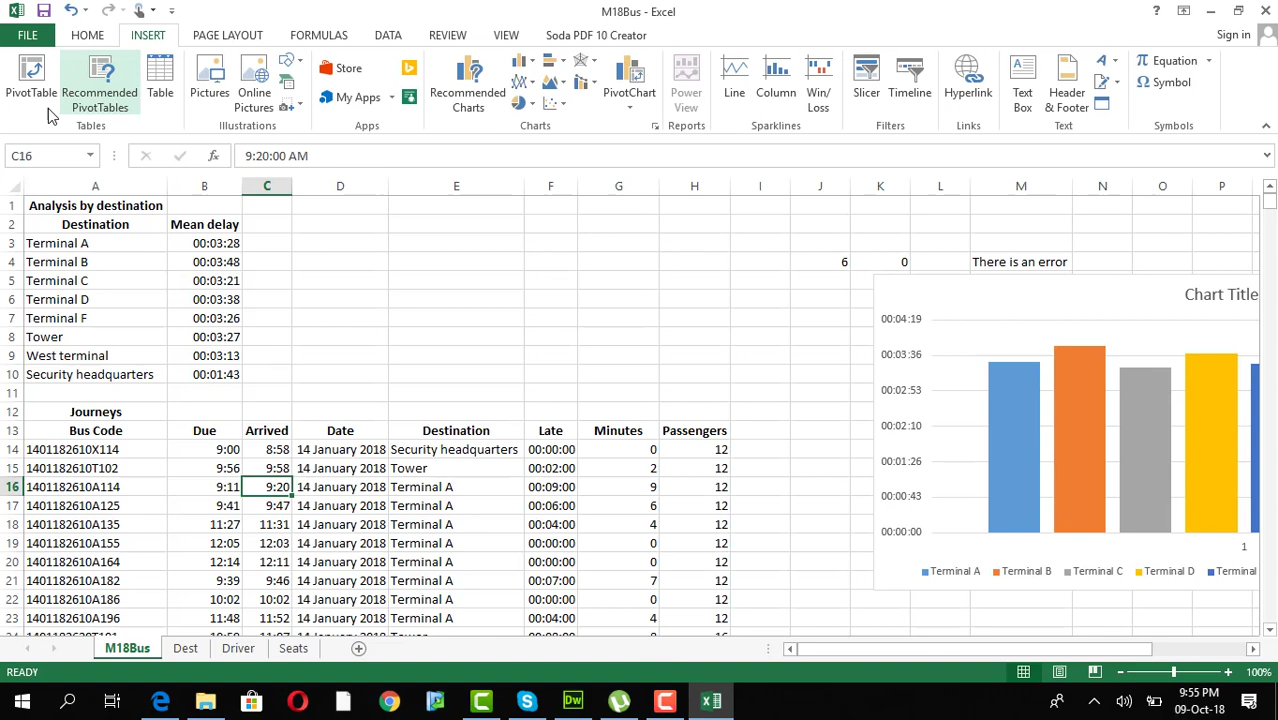 M18Bus - Excel
? 
Sign in
FILE HOME INSERT PAGE LAYOUT FORMULAS DATA REVIEW VIEW Soda PDF 10 Creator
PivotTable Recommended PivotTables Table Pictures Online Pictures Store My Apps Recommended Charts PivotChart Power View Line Column Win/Loss Slicer Timeline Hyperlink Text Box Header & Footer Equation Symbol
Tables Illustrations Apps Charts Reports Sparklines Filters Links Text Symbols
C16 fx 9:20:00 AM
A B C D E F G H I J K L M N O P
1 Analysis by destination
2 Destination Mean delay
3 Terminal A 00:03:28
4 Terminal B 00:03:48 6 0 There is an error
5 Terminal C 00:03:21
6 Terminal D 00:03:38
7 Terminal F 00:03:26
8 Tower 00:03:27
9 West terminal 00:03:13
10 Security headquarters 00:01:43
11
12 Journeys
13 Bus Code Due Arrived Date Destination Late Minutes Passengers
14 1401182610X114 9:00 8:58 14 January 2018 Security headquarters 00:00:00 0 12
15 1401182610T102 9:56 9:58 14 January 2018 Tower 00:02:00 2 12
16 1401182610A114 9:11 9:20 14 January 2018 Terminal A 00:09:00 9 12
17 1401182610A125 9:41 9:47 14 January 2018 Terminal A 00:06:00 6 12
18 1401182610A135 11:27 11:31 14 January 2018 Terminal A 00:04:00 4 12
19 1401182610A155 12:05 12:03 14 January 2018 Terminal A 00:00:00 0 12
20 1401182610A164 12:14 12:11 14 January 2018 Terminal A 00:00:00 0 12
21 1401182610A182 9:39 9:46 14 January 2018 Terminal A 00:07:00 7 12
22 1401182610A186 10:02 10:02 14 January 2018 Terminal A 00:00:00 0 12
23 1401182610A196 11:48 11:52 14 January 2018 Terminal A 00:04:00 4 12
Chart Title
00:04:19
00:03:36
00:02:53
00:02:10
00:01:26
00:00:43
00:00:00
1
Terminal A Terminal B Terminal C Terminal D Terminal
M18Bus Dest Driver Seats
READY 100%
9:55 PM
09-Oct-18